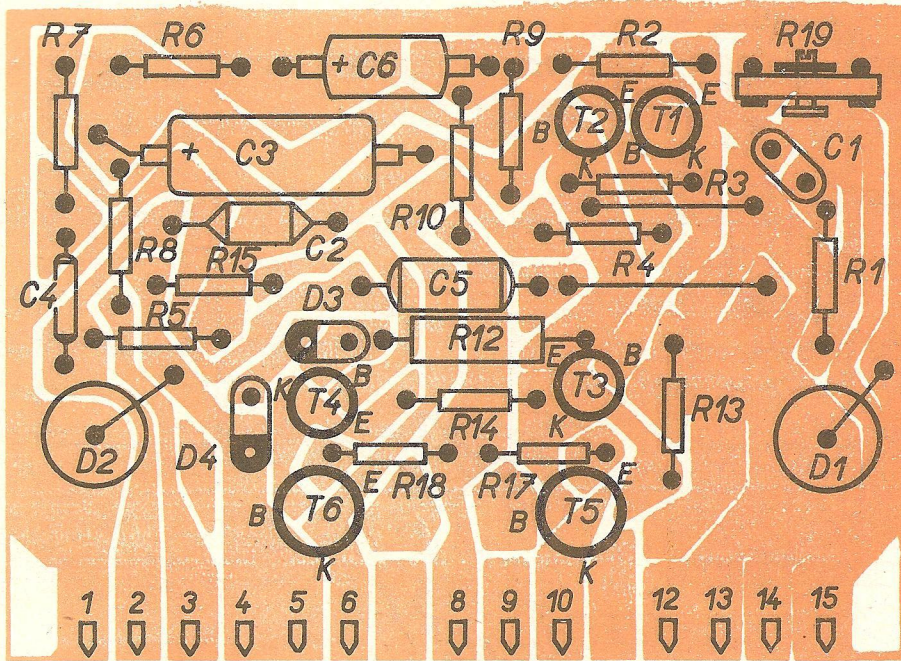 R7 R6 + C6 R9 R2 R19
E E
T2 T1
B
+ C3 K B K C1
R3
R10
C2 R8 R4
C4 R15 C5 R1
D3
R5 R12
E B
K B
T4 T3
E R14 K R13
D2 D4 D1
E R18 R17 E
B T6 B T5
K K
1 2 3 4 5 6 8 9 10 12 13 14 15